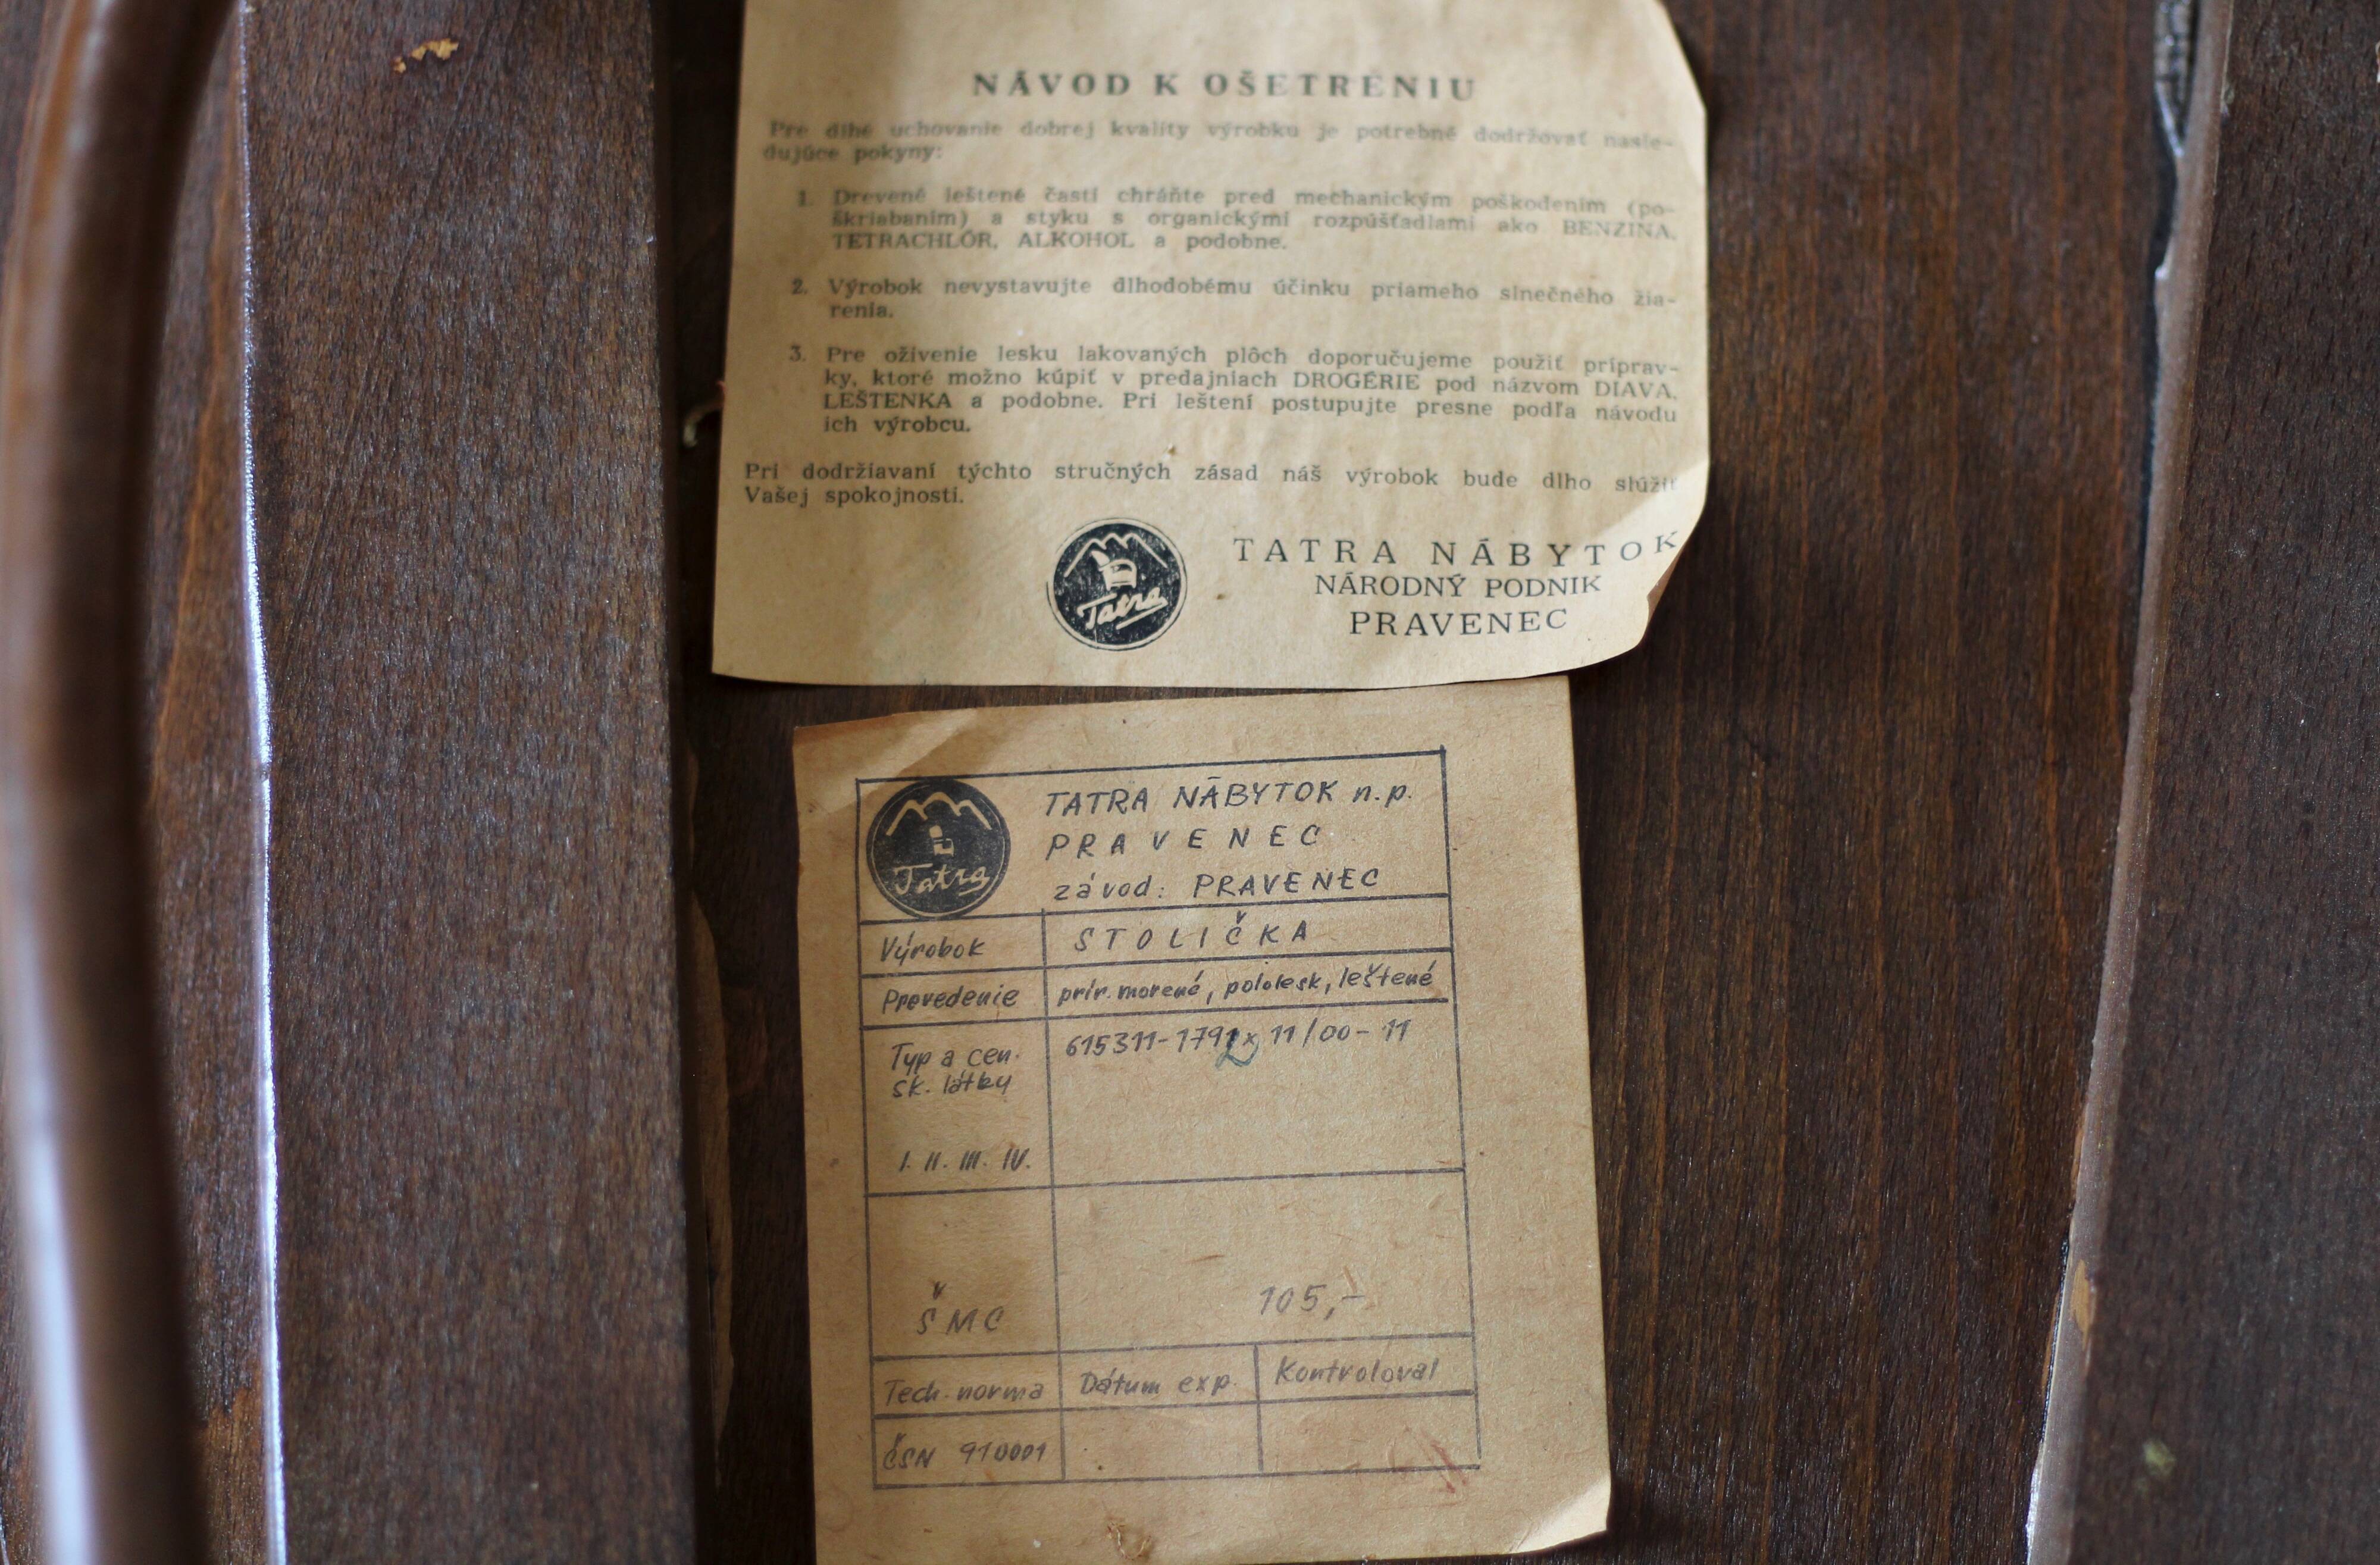 NÁVOD K OŠETRENIU
Pre dlhé uchovanie dobrej kvality výrobku je potrebné dodržovať nasle-
dujúce pokyny:
1. Drevené leštené časti chráňte pred mechanickým poškodením (po-
škriabaním) a styku s organickými rozpúšťadlami ako BENZINA,
TETRACHLÓR, ALKOHOL a podobne.
2. Výrobok nevystavujte dlhodobému účinku priameho slnečného žia-
renia.
3. Pre oživenie lesku lakovaných plôch doporučujeme použiť príprav-
ky, ktoré možno kúpiť v predajniach DROGÉRIE pod názvom DIAVA,
LEŠTENKA a podobne. Pri leštení postupujte presne podľa návodu
ich výrobcu.
Pri dodržiavaní týchto stručných zásad náš výrobok bude dlho slúžiť
Vašej spokojnosti.
Tatra
TATRA NÁBYTOK
NÁRODNÝ PODNIK
PRAVENEC
Tatra
TATRA NÁBYTOK n.p.
PRAVENEC
závod: PRAVENEC
Výrobok STOLIČKA
Prevedenie prír. morené, pololesk, leštené
Typ a cen. 615311-1792x 11/00-11
sk. látky
I. II. III. IV.
ŠMC 105,-
Tech. norma Dátum exp. Kontroloval
ČSN 910001